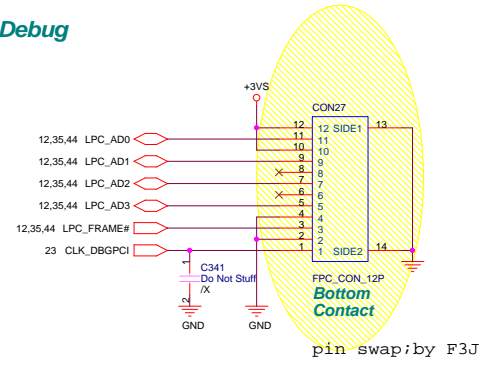 Debug
+3VS
CON27
12 12 SIDE1 13
12,35,44 LPC_AD0 11 11
10 10
12,35,44 LPC_AD1 9 9
8 8
12,35,44 LPC_AD2 7 7
6 6
12,35,44 LPC_AD3 5 5
4 4
12,35,44 LPC_FRAME# 3 3
2 2
23 CLK_DBGPCI 1 1 SIDE2 14
1
C341
Do Not Stuff
/X
2
FPC_CON_12P
Bottom
Contact
GND GND
pin swap;by F3J